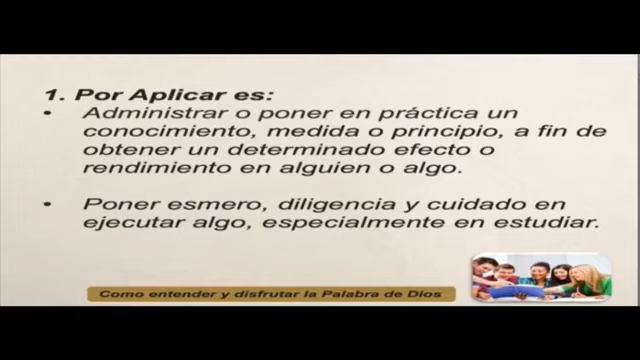 1. Por Aplicar es:
• Administrar o poner en práctica un
conocimiento, medida o principio, a fin de
obtener un determinado efecto o
rendimiento en alguien o algo.
• Poner esmero, diligencia y cuidado en
ejecutar algo, especialmente en estudiar.
Como entender y disfrutar la Palabra de Dios